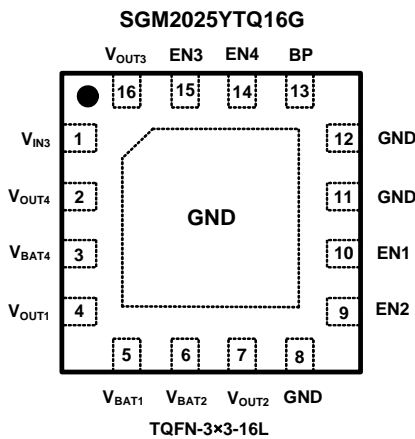 SGM2025YTQ16G
VOUT3 EN3 EN4 BP
16 15 14 13
VIN3 1 12 GND
VOUT4 2 11 GND
GND
VBAT4 3 10 EN1
VOUT1 4 9 EN2
5 6 7 8
VBAT1 VBAT2 VOUT2 GND
TQFN-3×3-16L